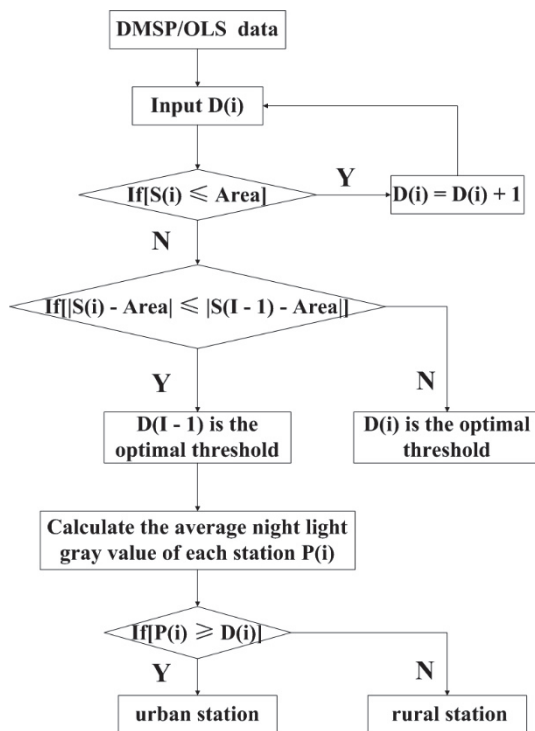 DMSP/OLS data
Input D(i)
If[S(i) ≤ Area]
Y
D(i) = D(i) + 1
N
If[|S(i) - Area| ≤ |S(I - 1) - Area|]
Y
N
D(I - 1) is the
optimal threshold
D(i) is the optimal
threshold
Calculate the average night light
gray value of each station P(i)
If[P(i) ⩾ D(i)]
Y
N
urban station
rural station